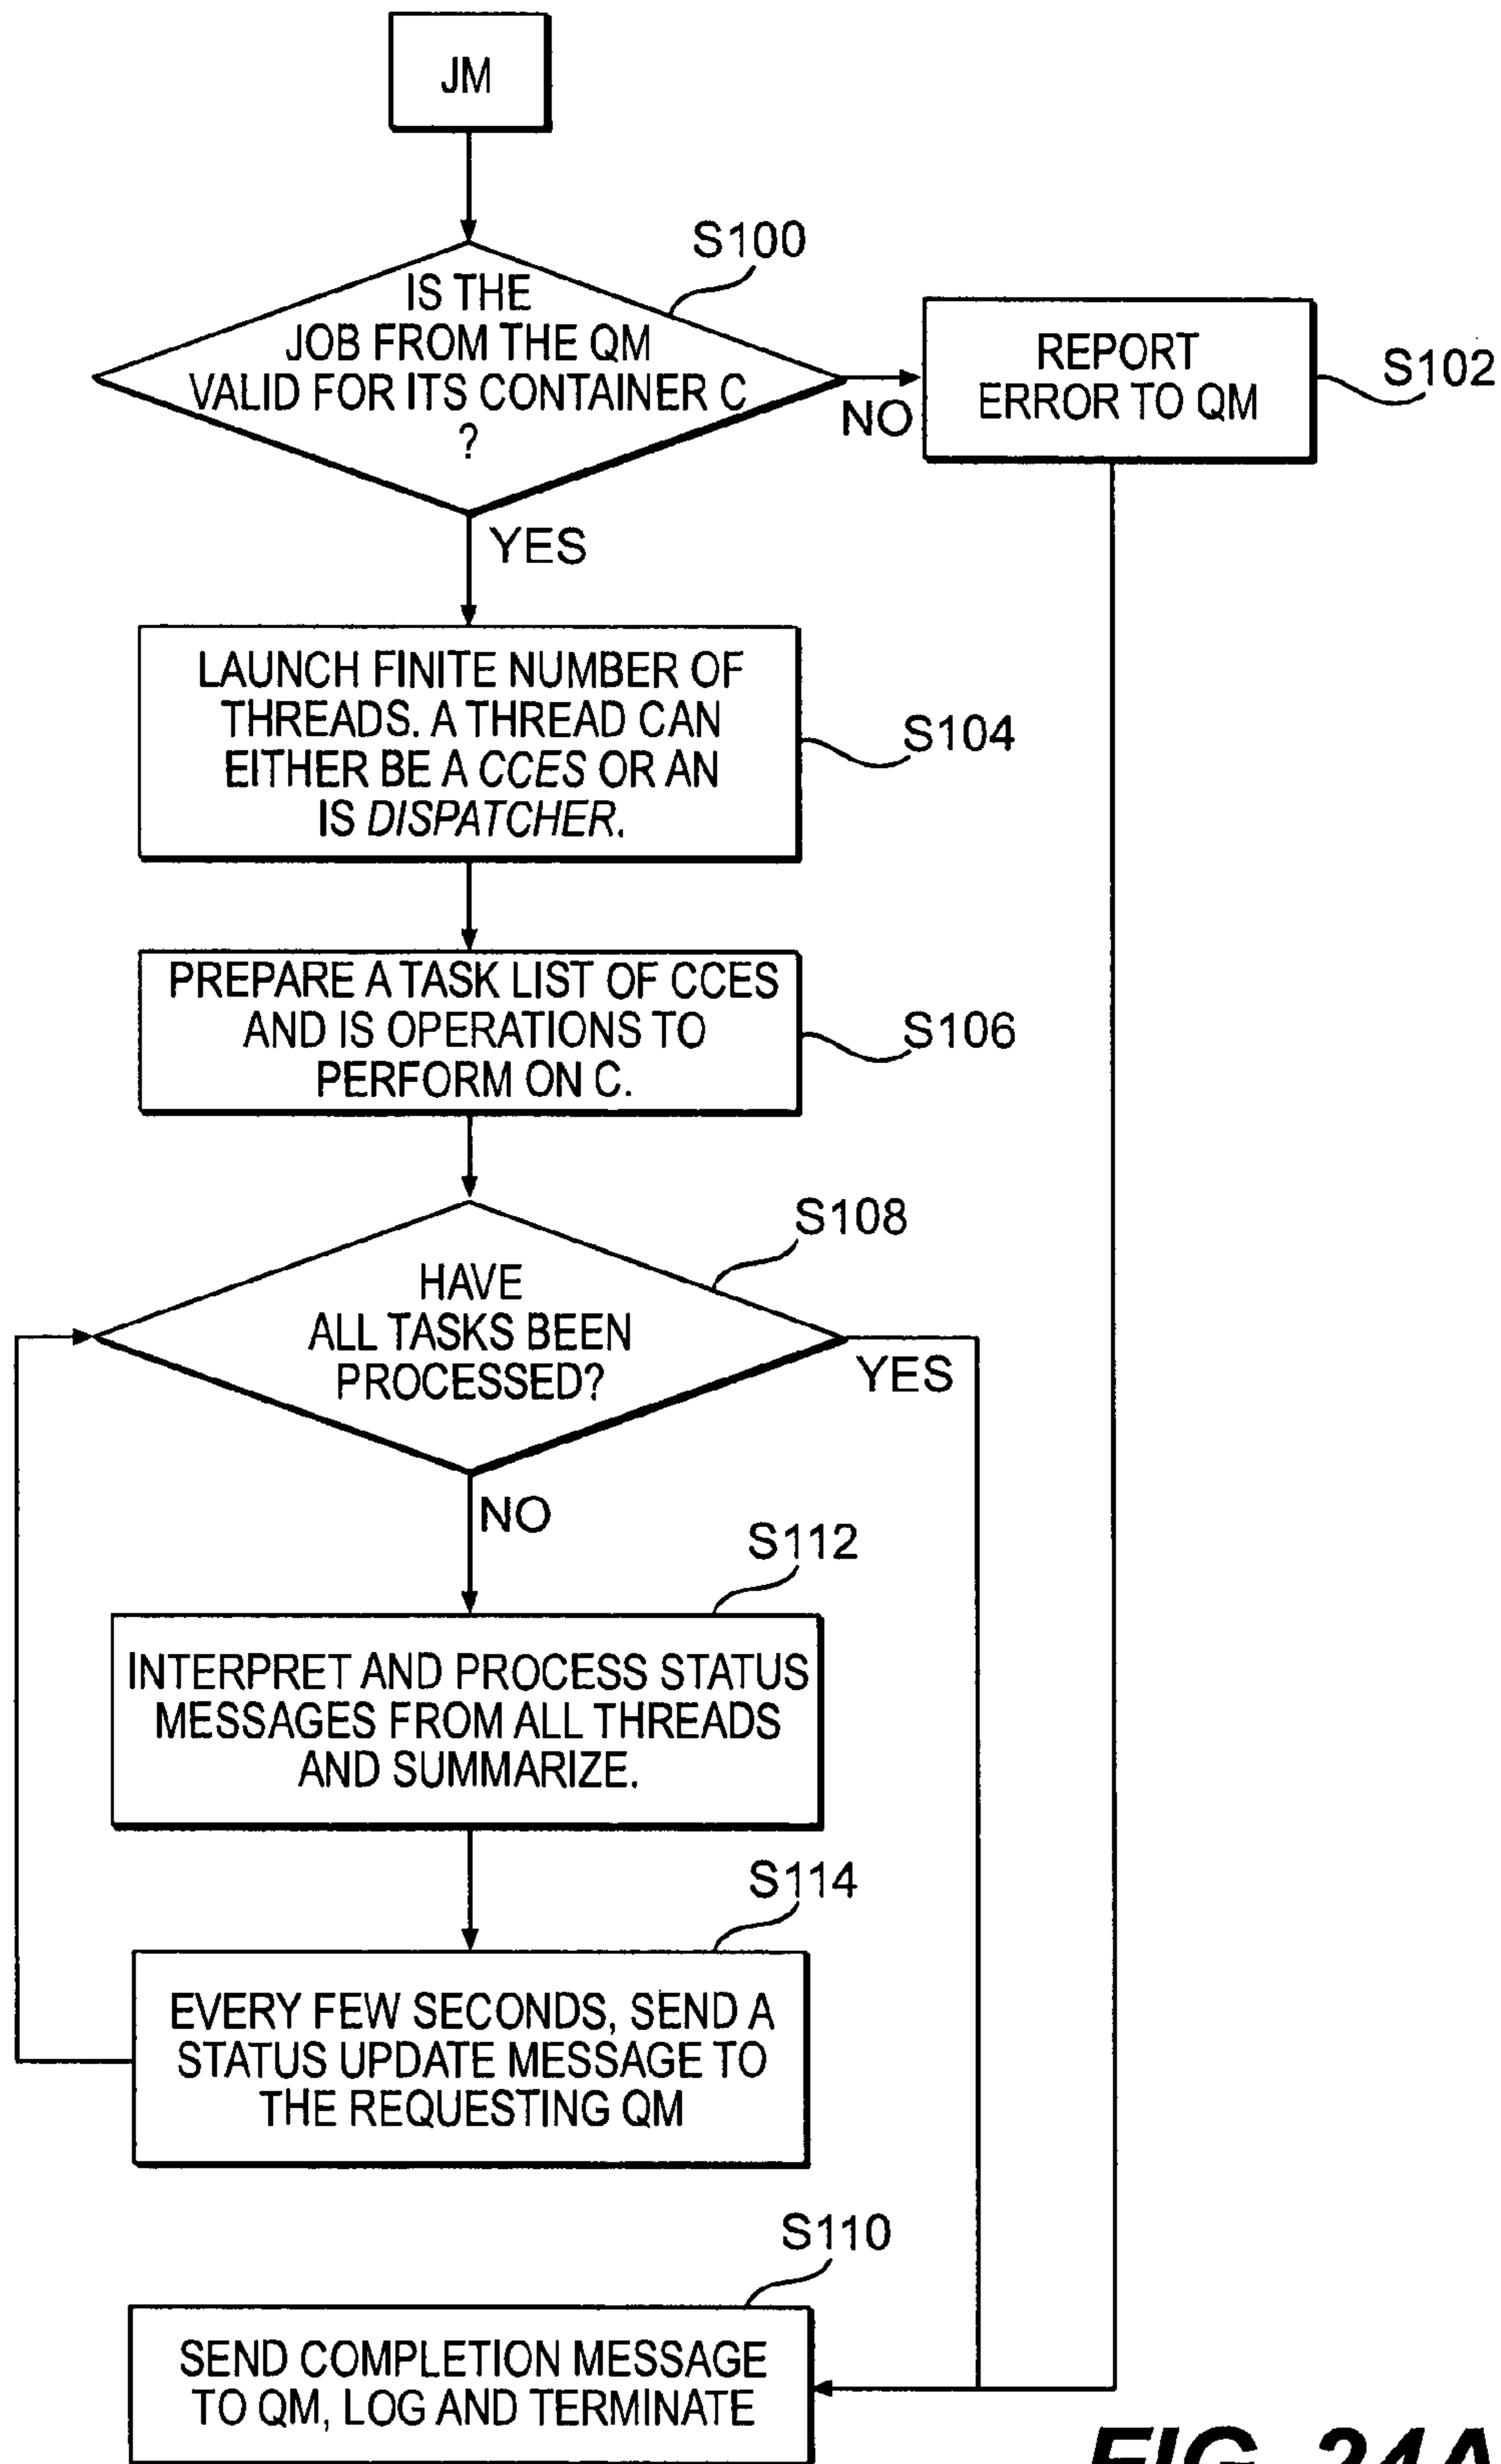 JM
S100
IS THE
JOB FROM THE QM
VALID FOR ITS CONTAINER C
?
NO
REPORT
ERROR TO QM
S102
YES
LAUNCH FINITE NUMBER OF
THREADS. A THREAD CAN
EITHER BE A CCES OR AN
IS DISPATCHER.
S104
PREPARE A TASK LIST OF CCES
AND IS OPERATIONS TO
PERFORM ON C.
S106
S108
HAVE
ALL TASKS BEEN
PROCESSED?
YES
NO
S112
INTERPRET AND PROCESS STATUS
MESSAGES FROM ALL THREADS
AND SUMMARIZE.
S114
EVERY FEW SECONDS, SEND A
STATUS UPDATE MESSAGE TO
THE REQUESTING QM
S110
SEND COMPLETION MESSAGE
TO QM, LOG AND TERMINATE
FIG. 24A